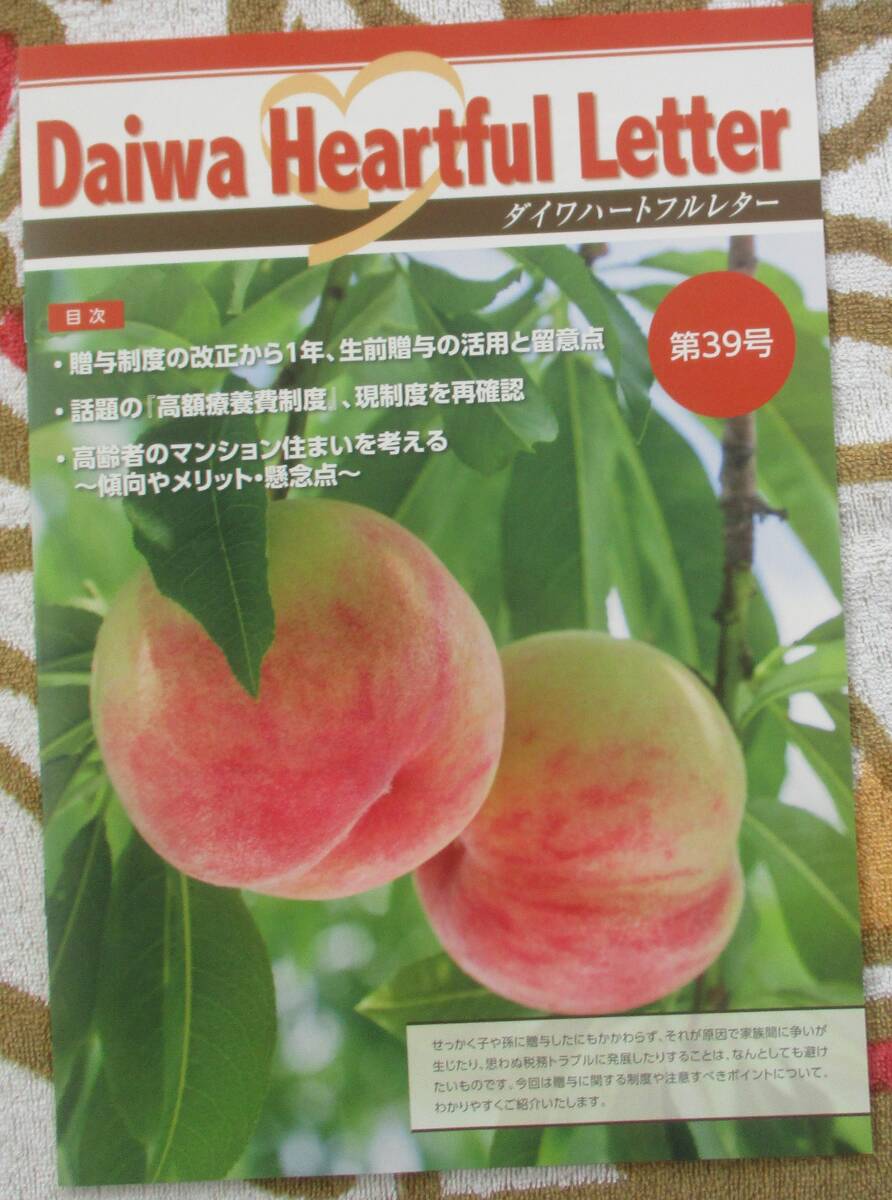 Daiwa Heartful Letter
ダイワハートフルレター
目次
第39号
・贈与制度の改正から1年、生前贈与の活用と留意点
・話題の『高額療養費制度』、現制度を再確認
・高齢者のマンション住まいを考える
〜傾向やメリット・懸念点〜
せっかく子や孫に贈与したにもかかわらず、それが原因で家族間に争いが
生じたり、思わぬ税務トラブルに発展したりすることは、なんとしても避け
たいものです。今回は贈与に関する制度や注意すべきポイントについて、
わかりやすくご紹介いたします。